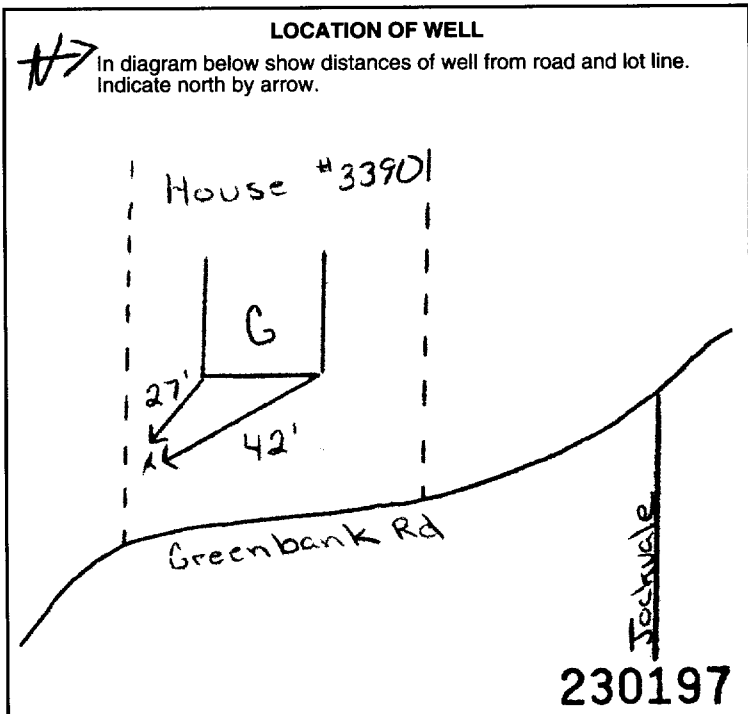 LOCATION OF WELL
N
In diagram below show distances of well from road and lot line.
Indicate north by arrow.
House #3390
G
27'
42'
Greenbank Rd
Jockvale
230197